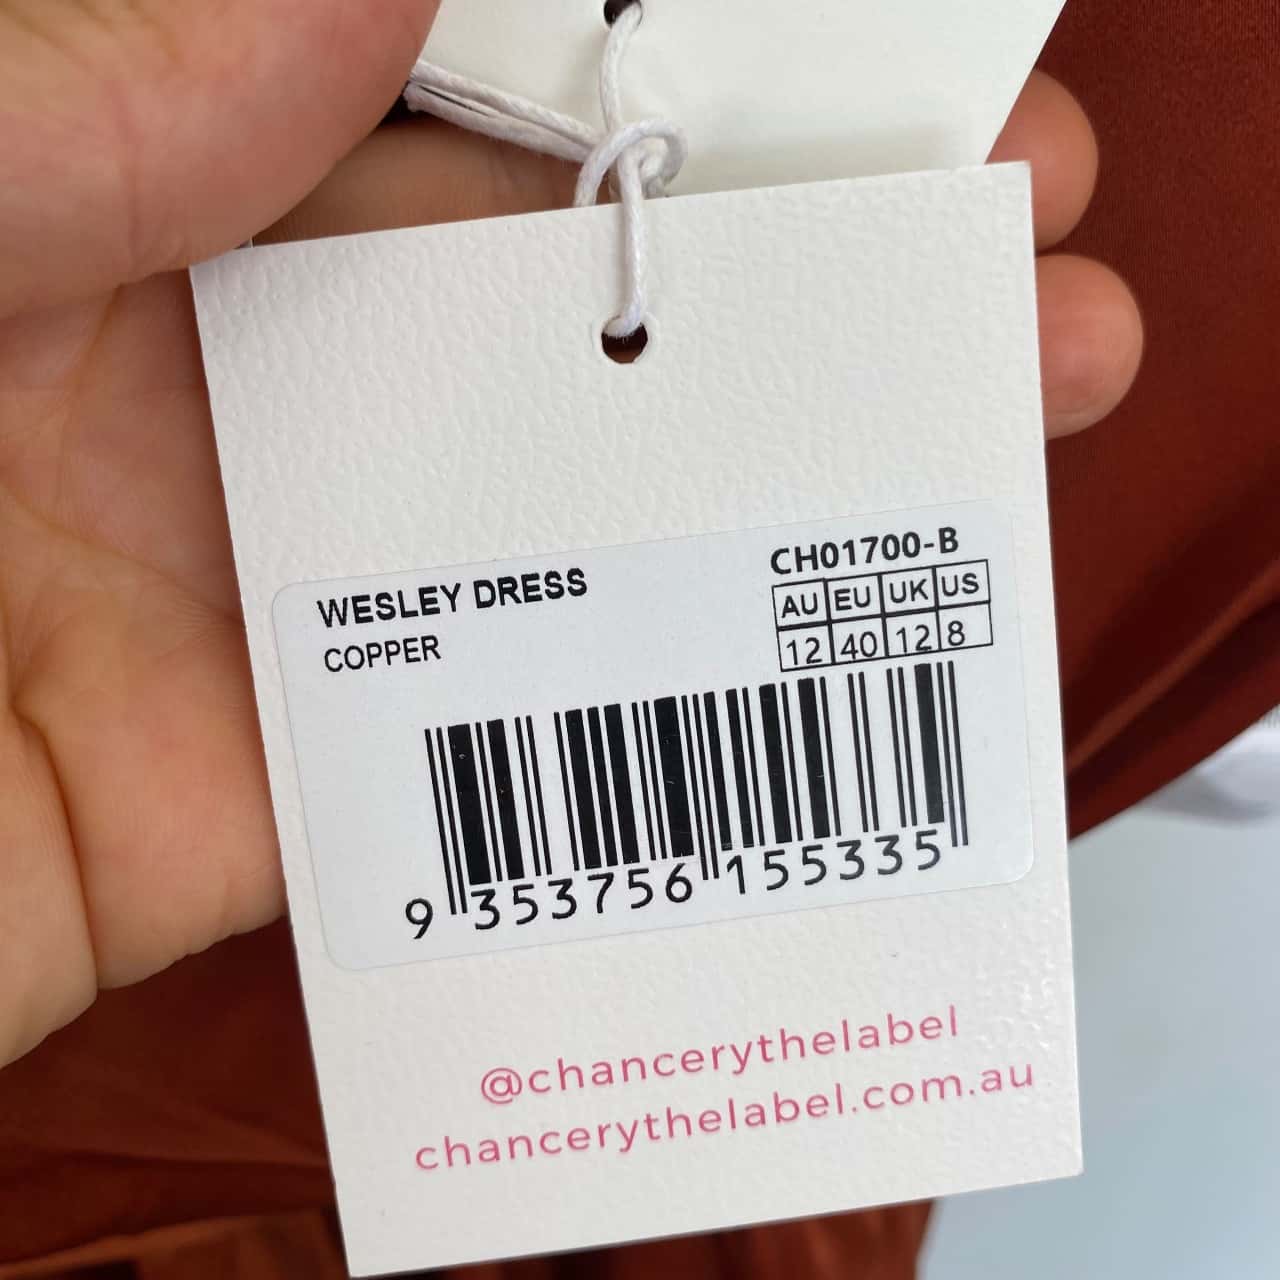 WESLEY DRESS
COPPER
CH01700-B
AU EU UK US
12 40 12 8
9 353756 155335
@chancerythelabel
chancerythelabel.com.au